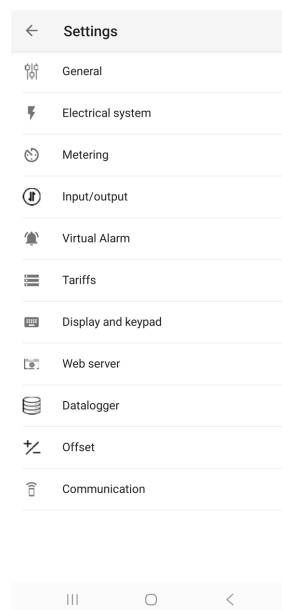 Settings
General
Electrical system
Metering
Input/output
Virtual Alarm
Tariffs
Display and keypad
Web server
Datalogger
Offset
Communication